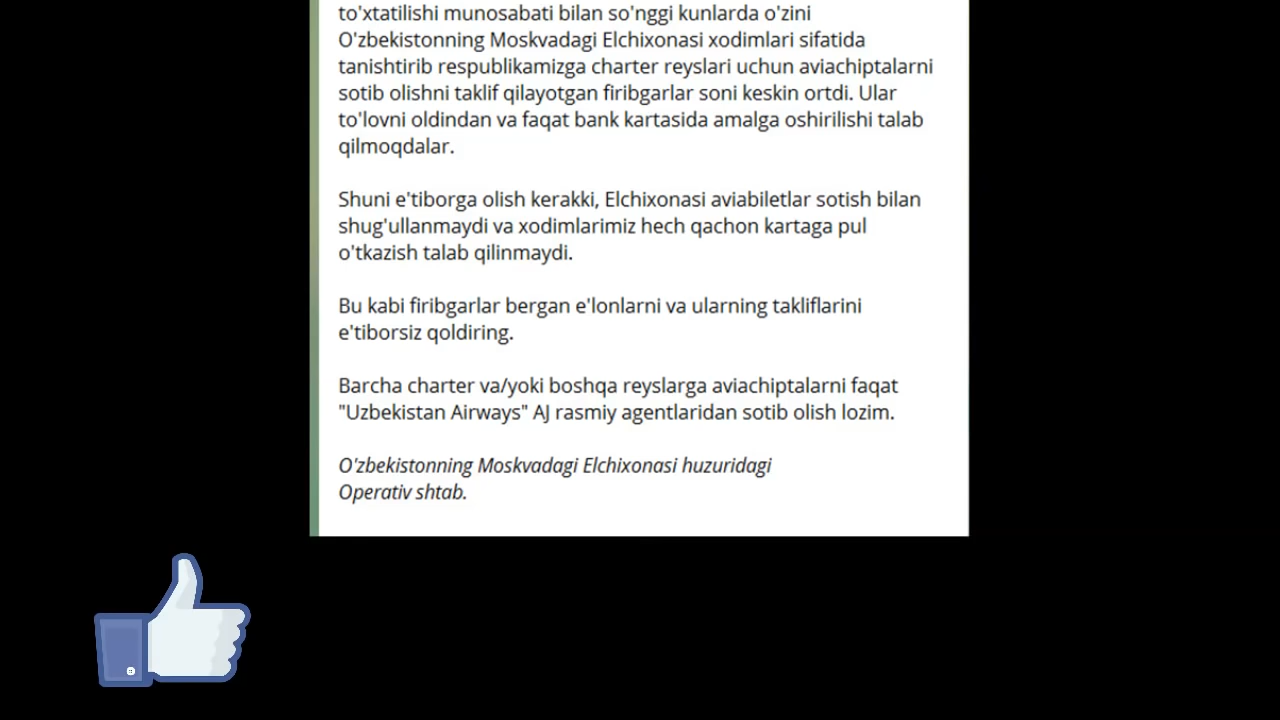 to'xtatilishi munosabati bilan so'nggi kunlarda o'zini
O'zbekistonning Moskvadagi Elchixonasi xodimlari sifatida
tanishtirib respublikamizga charter reyslari uchun aviachiptalarni
sotib olishni taklif qilayotgan firibgarlar soni keskin ortdi. Ular
to'lovni oldindan va faqat bank kartasida amalga oshirilishi talab
qilmoqdalar.
Shuni e'tiborga olish kerakki, Elchixonasi aviabiletlar sotish bilan
shug'ullanmaydi va xodimlarimiz hech qachon kartaga pul
o'tkazish talab qilinmaydi.
Bu kabi firibgarlar bergan e'lonlarni va ularning takliflarini
e'tiborsiz qoldiring.
Barcha charter va/yoki boshqa reyslarga aviachiptalarni faqat
"Uzbekistan Airways" AJ rasmiy agentlaridan sotib olish lozim.
O'zbekistonning Moskvadagi Elchixonasi huzuridagi
Operativ shtab.